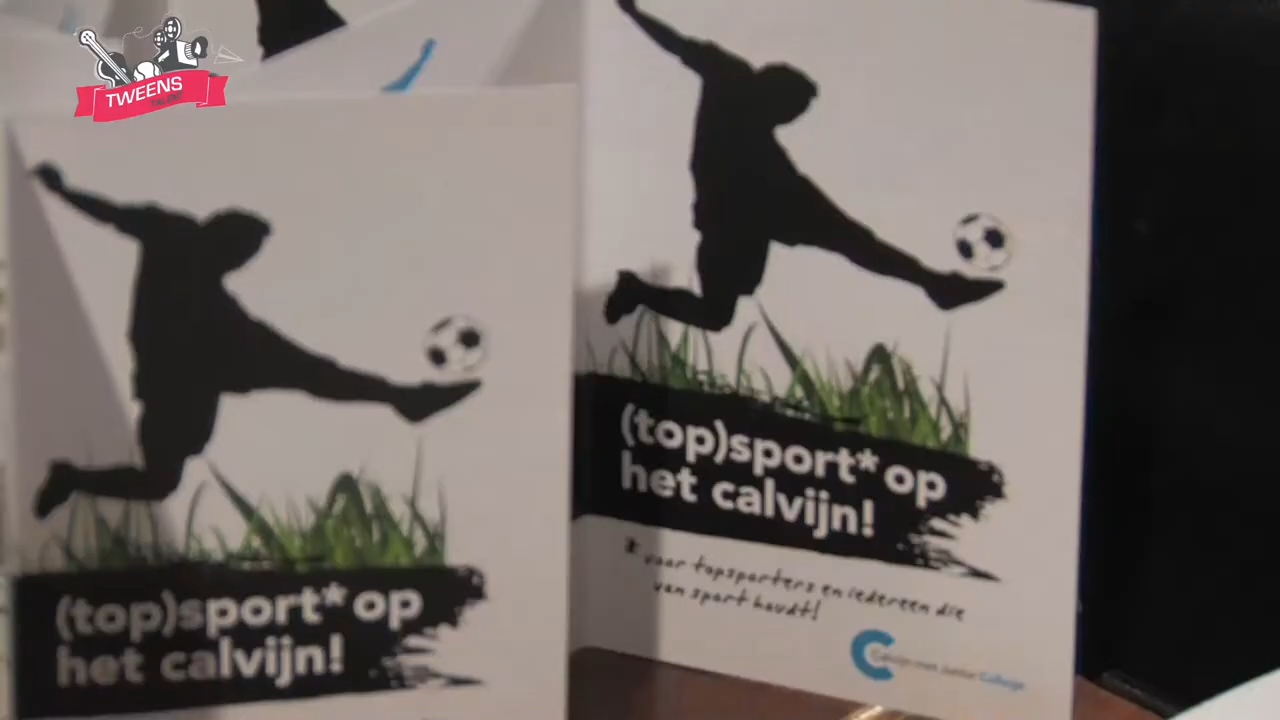 TWEENS
TALENT
(top)sport* op
het calvijn!
(top)sport* op
het calvijn!
* voor topsporters en iedereen die
van sport houdt!
Calvijn met Junior College